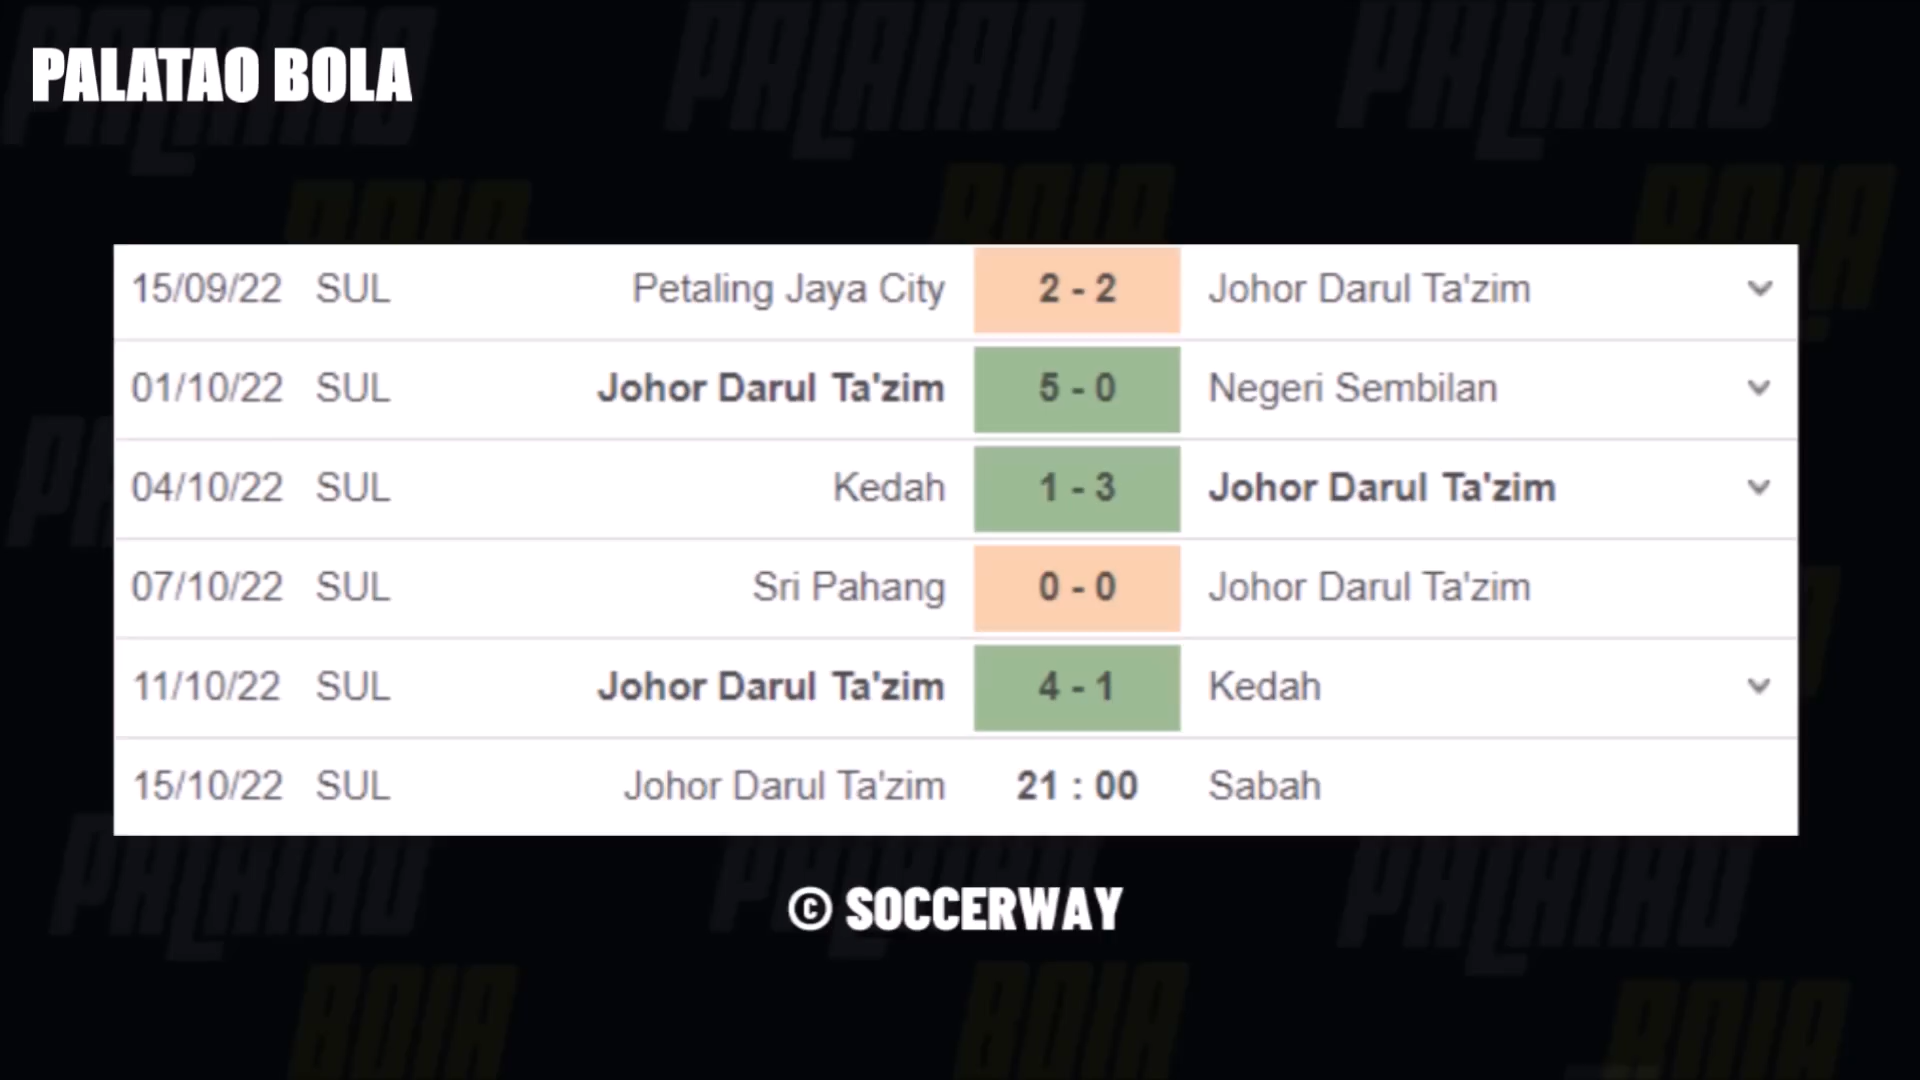 PALATAO BOLA
15/09/22 SUL Petaling Jaya City 2 - 2 Johor Darul Ta'zim
01/10/22 SUL Johor Darul Ta'zim 5 - 0 Negeri Sembilan
04/10/22 SUL Kedah 1 - 3 Johor Darul Ta'zim
07/10/22 SUL Sri Pahang 0 - 0 Johor Darul Ta'zim
11/10/22 SUL Johor Darul Ta'zim 4 - 1 Kedah
15/10/22 SUL Johor Darul Ta'zim 21 : 00 Sabah
© SOCCERWAY